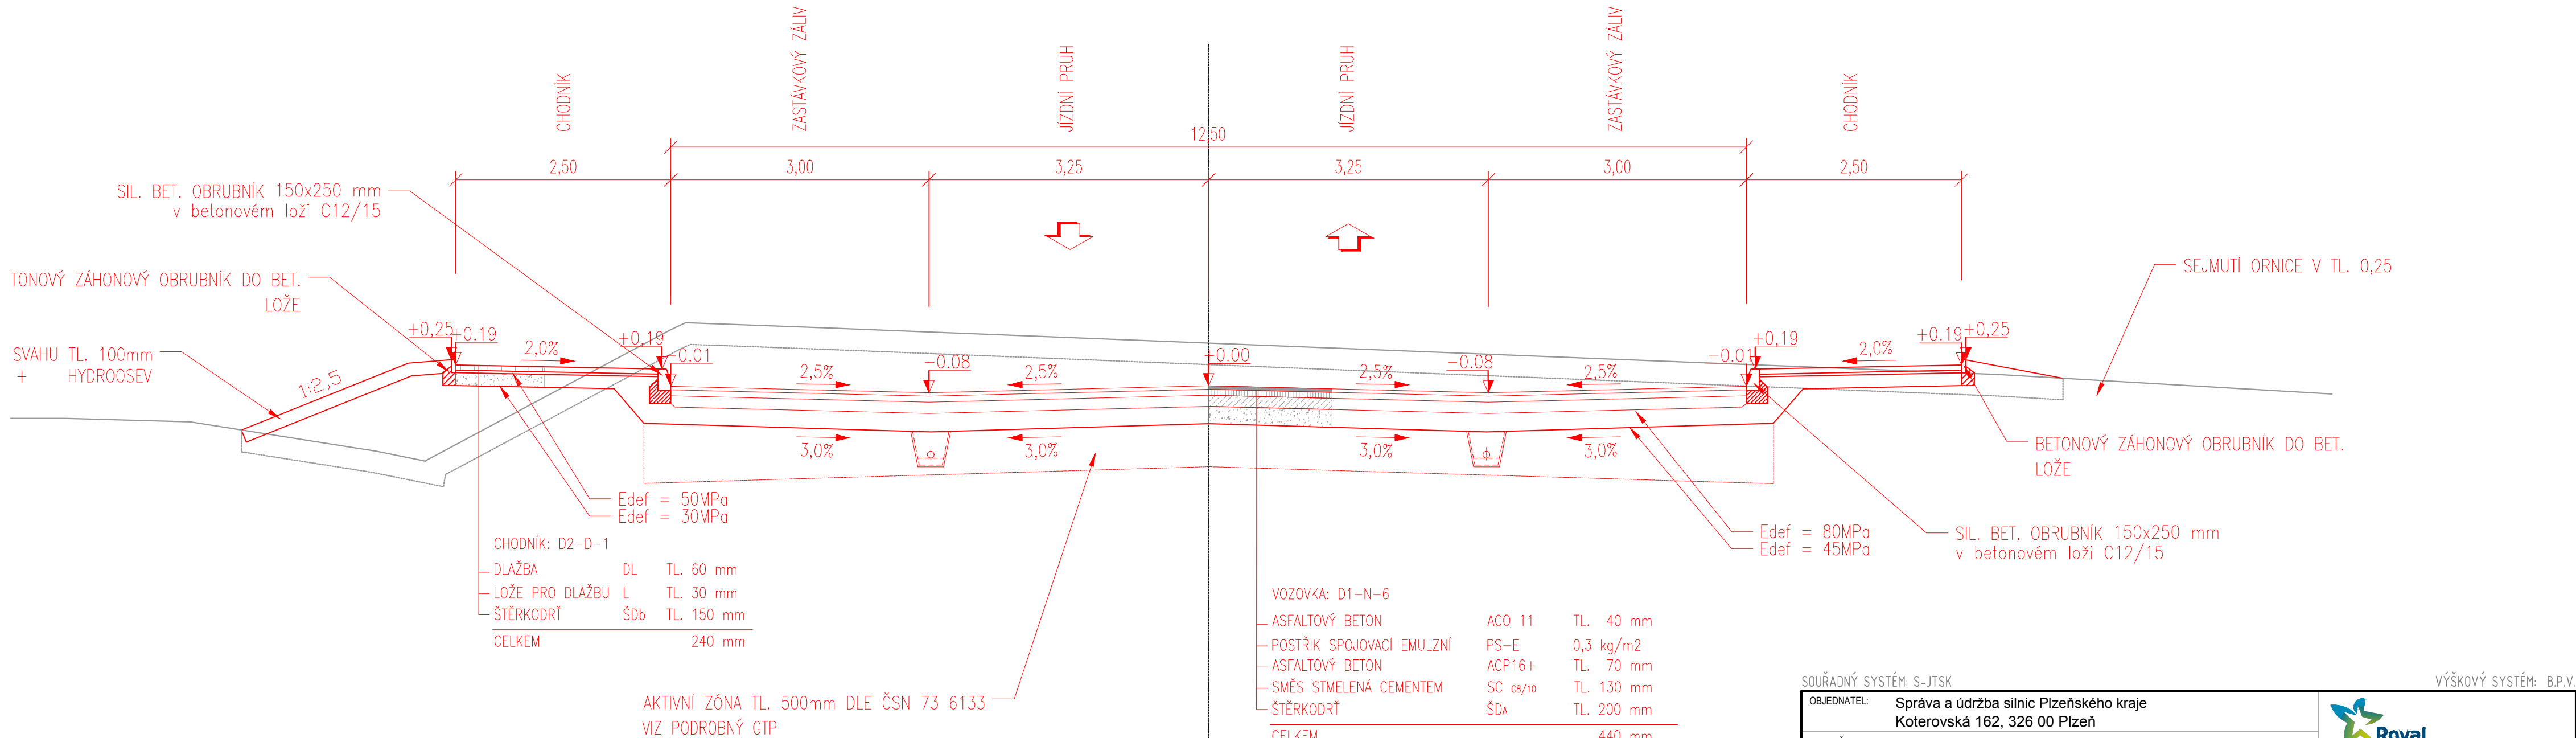 CHODNÍK
ZASTÁVKOVÝ ZÁLIV
JÍZDNÍ PRUH
JÍZDNÍ PRUH
ZASTÁVKOVÝ ZÁLIV
CHODNÍK
12,50
2,50
3,00
3,25
3,25
3,00
2,50
SIL. BET. OBRUBNÍK 150x250 mm
v betonovém loži C12/15
TONOVÝ ZÁHONOVÝ OBRUBNÍK DO BET.
LOŽE
SVAHU TL. 100mm
+ HYDROOSEV
1:2,5
SEJMUTÍ ORNICE V TL. 0,25
+0,25
+0.19
2,0%
+0,19
-0.01
2,5%
-0.08
2,5%
+0.00
2,5%
-0.08
2,5%
-0.01
+0,19
2,0%
+0.19
+0,25
3,0%
3,0%
3,0%
3,0%
BETONOVÝ ZÁHONOVÝ OBRUBNÍK DO BET.
LOŽE
Edef = 50MPa
Edef = 30MPa
Edef = 80MPa
Edef = 45MPa
SIL. BET. OBRUBNÍK 150x250 mm
v betonovém loži C12/15
CHODNÍK: D2-D-1
DLAŽBA DL TL. 60 mm
LOŽE PRO DLAŽBU L TL. 30 mm
ŠTĚRKODRŤ ŠDb TL. 150 mm
CELKEM 240 mm
AKTIVNÍ ZÓNA TL. 500mm DLE ČSN 73 6133
VIZ PODROBNÝ GTP
VOZOVKA: D1-N-6
ASFALTOVÝ BETON ACO 11 TL. 40 mm
POSTŘIK SPOJOVACÍ EMULZNÍ PS-E 0,3 kg/m2
ASFALTOVÝ BETON ACP16+ TL. 70 mm
SMĚS STMELENÁ CEMENTEM SC C8/10 TL. 130 mm
ŠTĚRKODRŤ ŠDA TL. 200 mm
CELKEM 440 mm
SOUŘADNÝ SYSTÉM: S-JTSK
VÝŠKOVÝ SYSTÉM: B.P.V.
OBJEDNATEL: Správa a údržba silnic Plzeňského kraje
Koterovská 162, 326 00 Plzeň
Royal